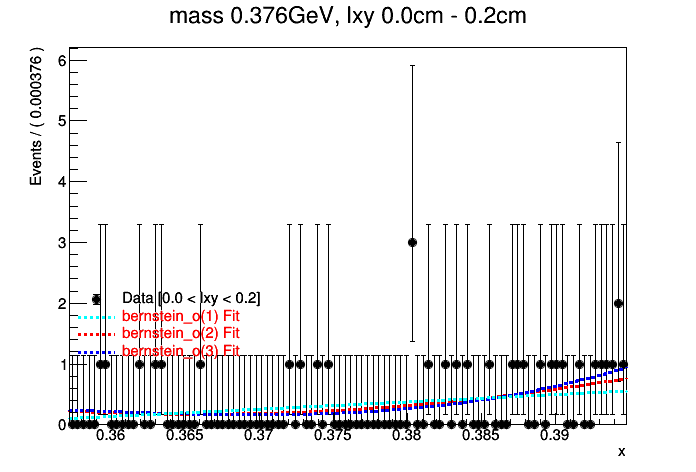 mass 0.376GeV, lxy 0.0cm - 0.2cm
Events / ( 0.000376 )
6
5
4
3
2
1
0
Data [0.0 < lxy < 0.2]
bernstein_o(1) Fit
bernstein_o(2) Fit
bernstein_o(3) Fit
0.36 0.365 0.37 0.375 0.38 0.385 0.39
x